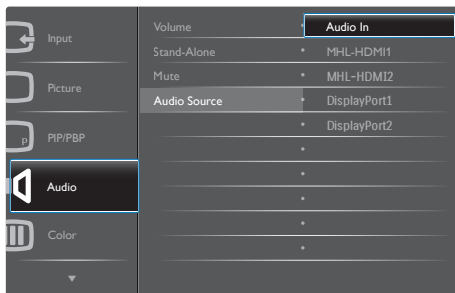 Input
Picture
PIP/PBP
Audio
Color
Volume
Stand-Alone
Mute
Audio Source
Audio In
MHL-HDMI1
MHL-HDMI2
DisplayPort1
DisplayPort2